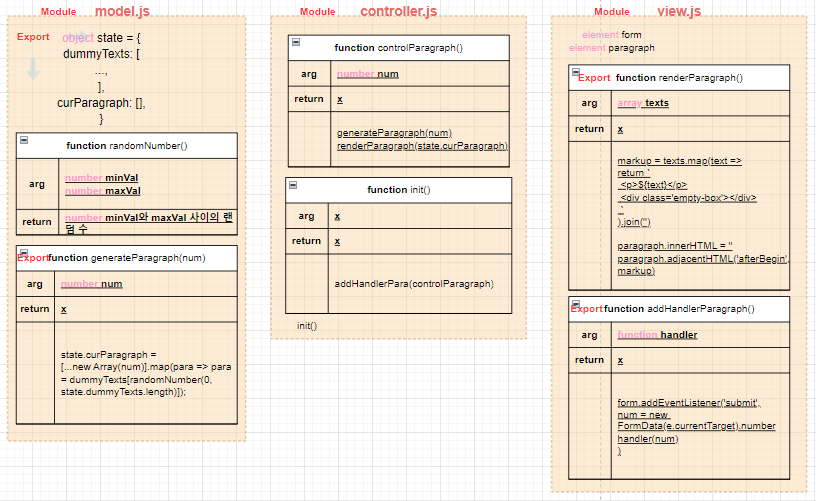 Module model.js
Export object state = {
dummyTexts: [
...,
],
curParagraph: [],
}
function randomNumber()
arg
number minVal
number maxVal
return
number minVal와 maxVal 사이의 랜
덤 수
Export function generateParagraph(num)
arg
number num
return
x
state.curParagraph =
[...new Array(num)].map(para => para
= dummyTexts[randomNumber(0,
state.dummyTexts.length)]);
Module controller.js
function controlParagraph()
arg
number num
return
x
generateParagraph(num)
renderParagraph(state.curParagraph)
function init()
arg
x
return
x
addHandlerPara(controlParagraph)
init()
Module view.js
element form
element paragraph
Export function renderParagraph()
arg
array texts
return
x
markup = texts.map(text =>
return `
<p>${text}</p>
<div class='empty-box'></div>
`
).join('')
paragraph.innerHTML = ''
paragraph.adjacentHTML('afterBegin',
markup)
Export function addHandlerParagraph()
arg
function handler
return
x
form.addEventListener('submit',
num = new
FormData(e.currentTarget).number
handler(num)
)